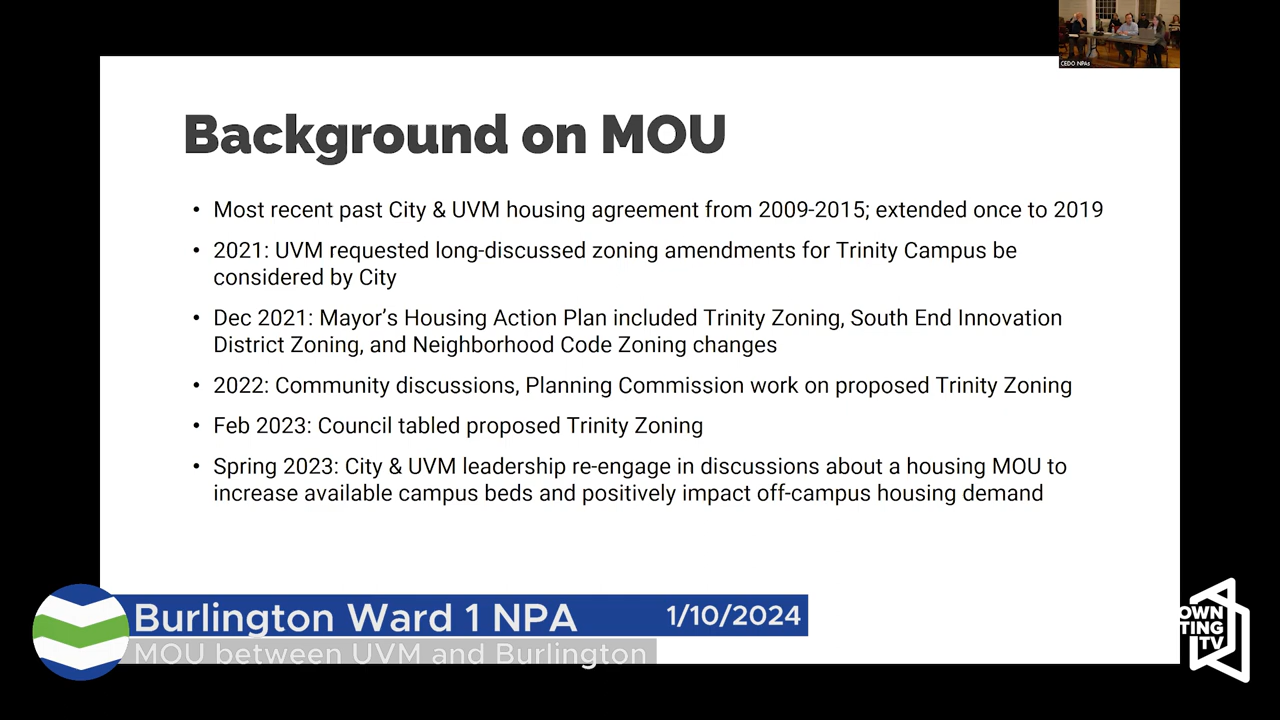 CEDO NPAs
Background on MOU
• Most recent past City & UVM housing agreement from 2009-2015; extended once to 2019
• 2021: UVM requested long-discussed zoning amendments for Trinity Campus be
considered by City
• Dec 2021: Mayor’s Housing Action Plan included Trinity Zoning, South End Innovation
District Zoning, and Neighborhood Code Zoning changes
• 2022: Community discussions, Planning Commission work on proposed Trinity Zoning
• Feb 2023: Council tabled proposed Trinity Zoning
• Spring 2023: City & UVM leadership re-engage in discussions about a housing MOU to
increase available campus beds and positively impact off-campus housing demand
Burlington Ward 1 NPA 1/10/2024
MOU between UVM and Burlington
OWN
TING
TV